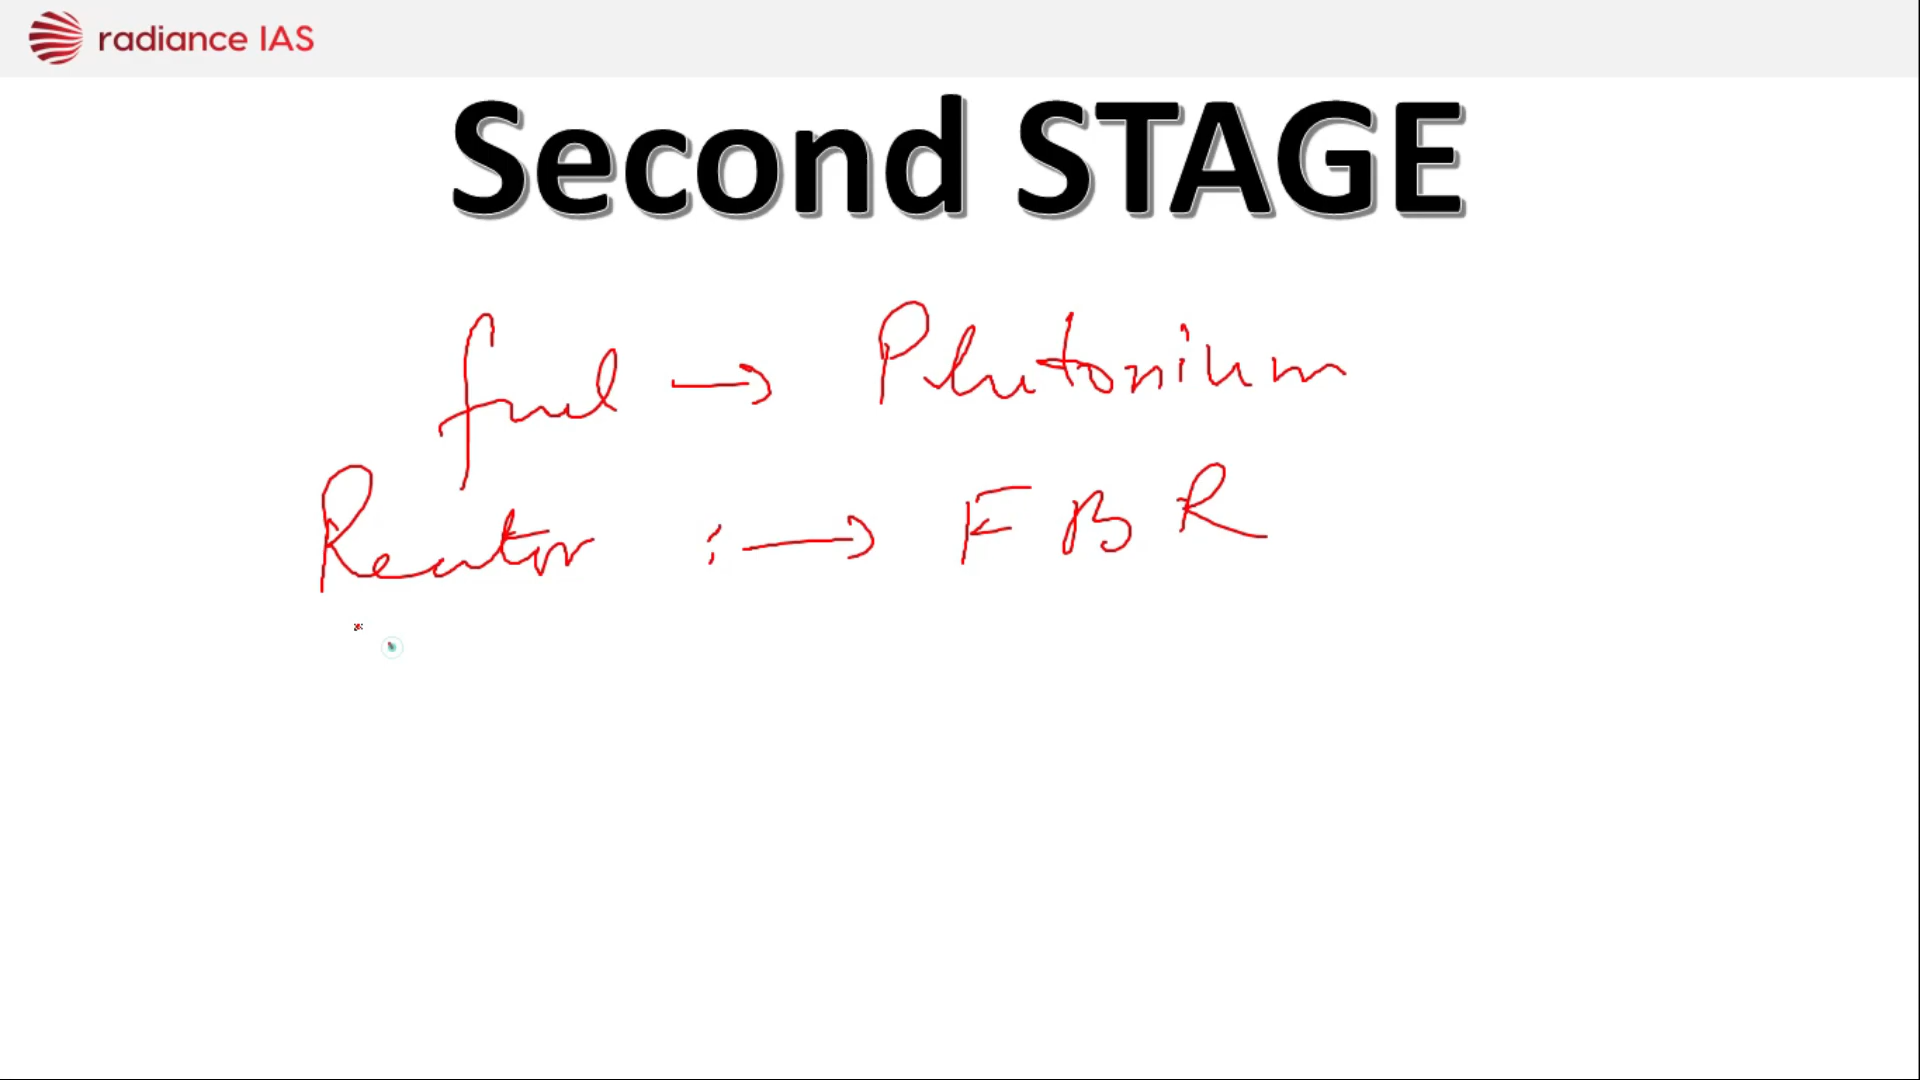 radiance IAS
Second STAGE
fuel → Plutonium
Reactor : → FBR